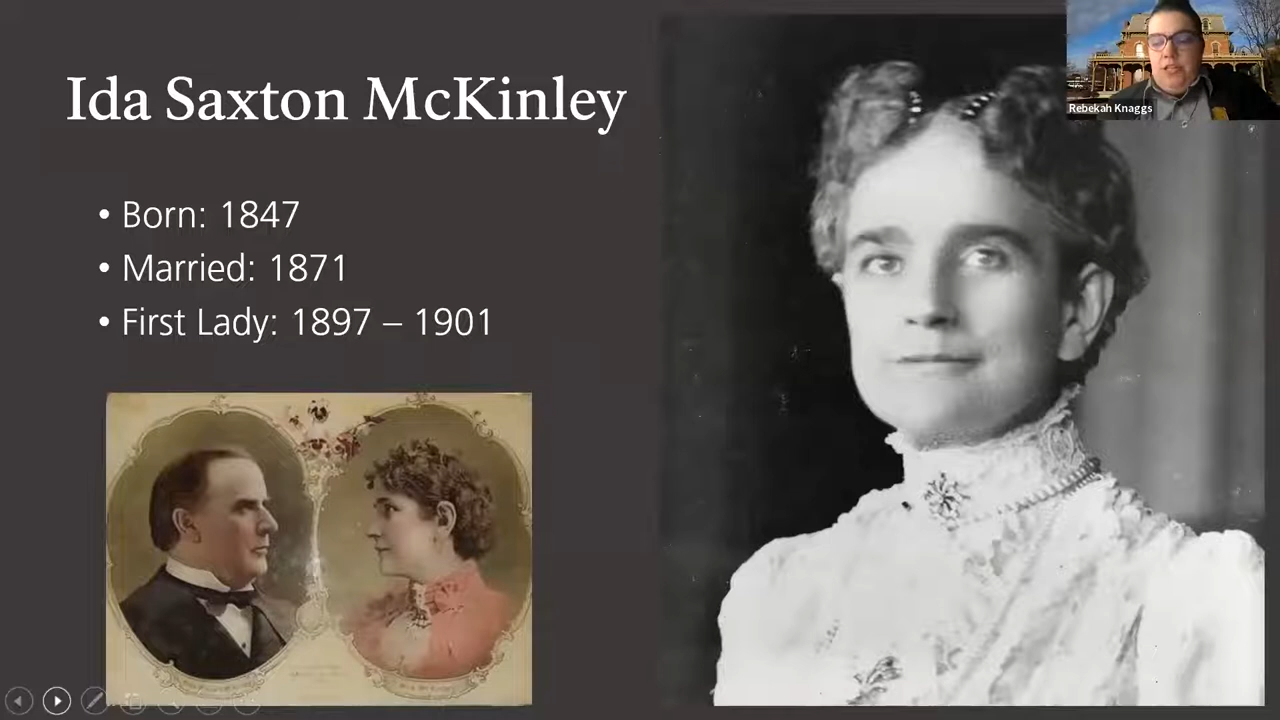 Ida Saxton McKinley
• Born: 1847
• Married: 1871
• First Lady: 1897 – 1901
Rebekah Knaggs